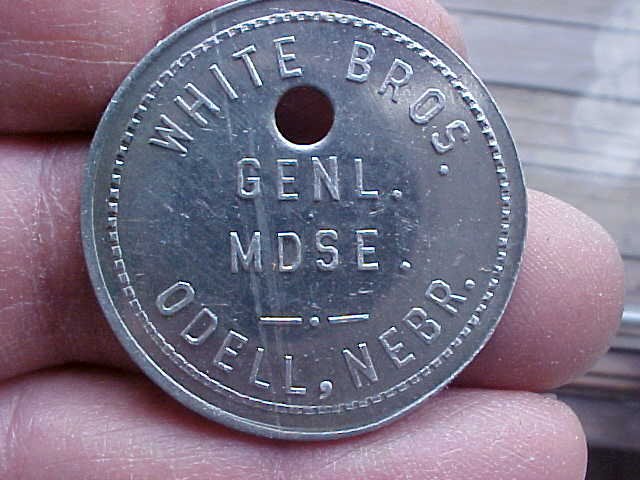 WHITE BROS.
GENL.
MDSE.
ODELL, NEBR.